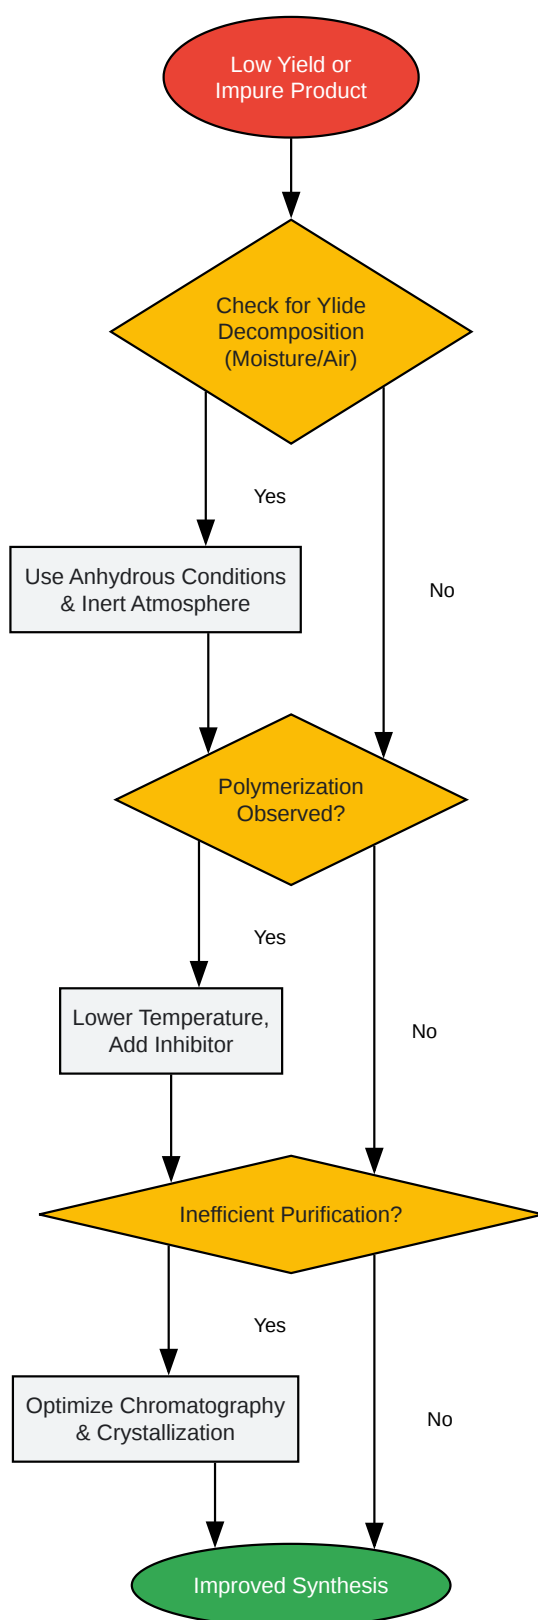 Low Yield or
Impure Product
Check for Ylide
Decomposition
(Moisture/Air)
Yes
Use Anhydrous Conditions
& Inert Atmosphere
No
Polymerization
Observed?
Yes
Lower Temperature,
Add Inhibitor
No
Inefficient Purification?
Yes
Optimize Chromatography
& Crystallization
No
Improved Synthesis